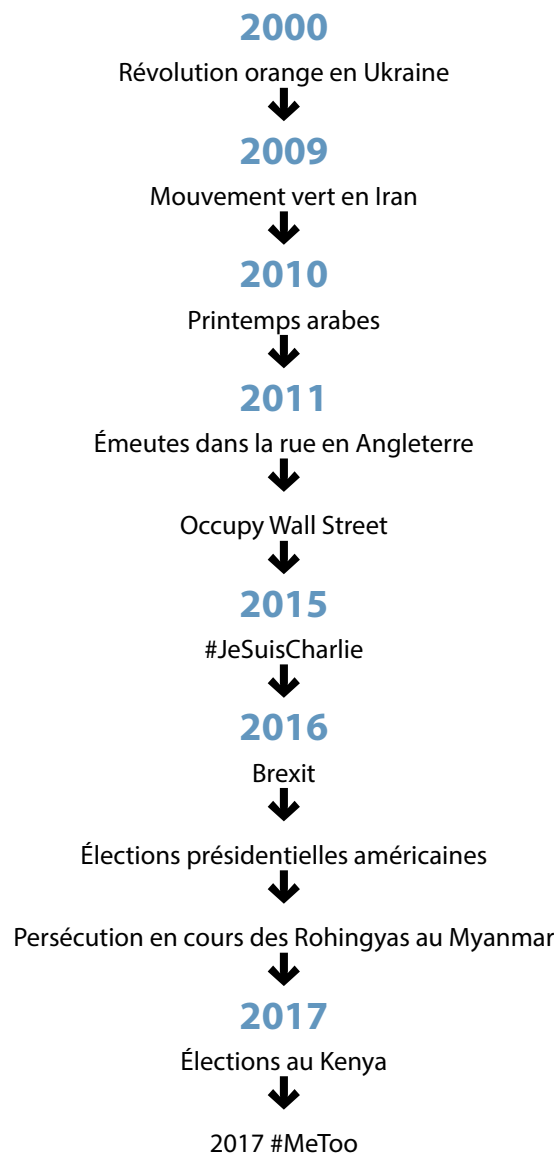 2000
Révolution orange en Ukraine
2009
Mouvement vert en Iran
2010
Printemps arabes
2011
Émeutes dans la rue en Angleterre
Occupy Wall Street
2015
#JeSuisCharlie
2016
Brexit
Élections présidentielles américaines
Persécution en cours des Rohingyas au Myanmar
2017
Élections au Kenya
2017 #MeToo